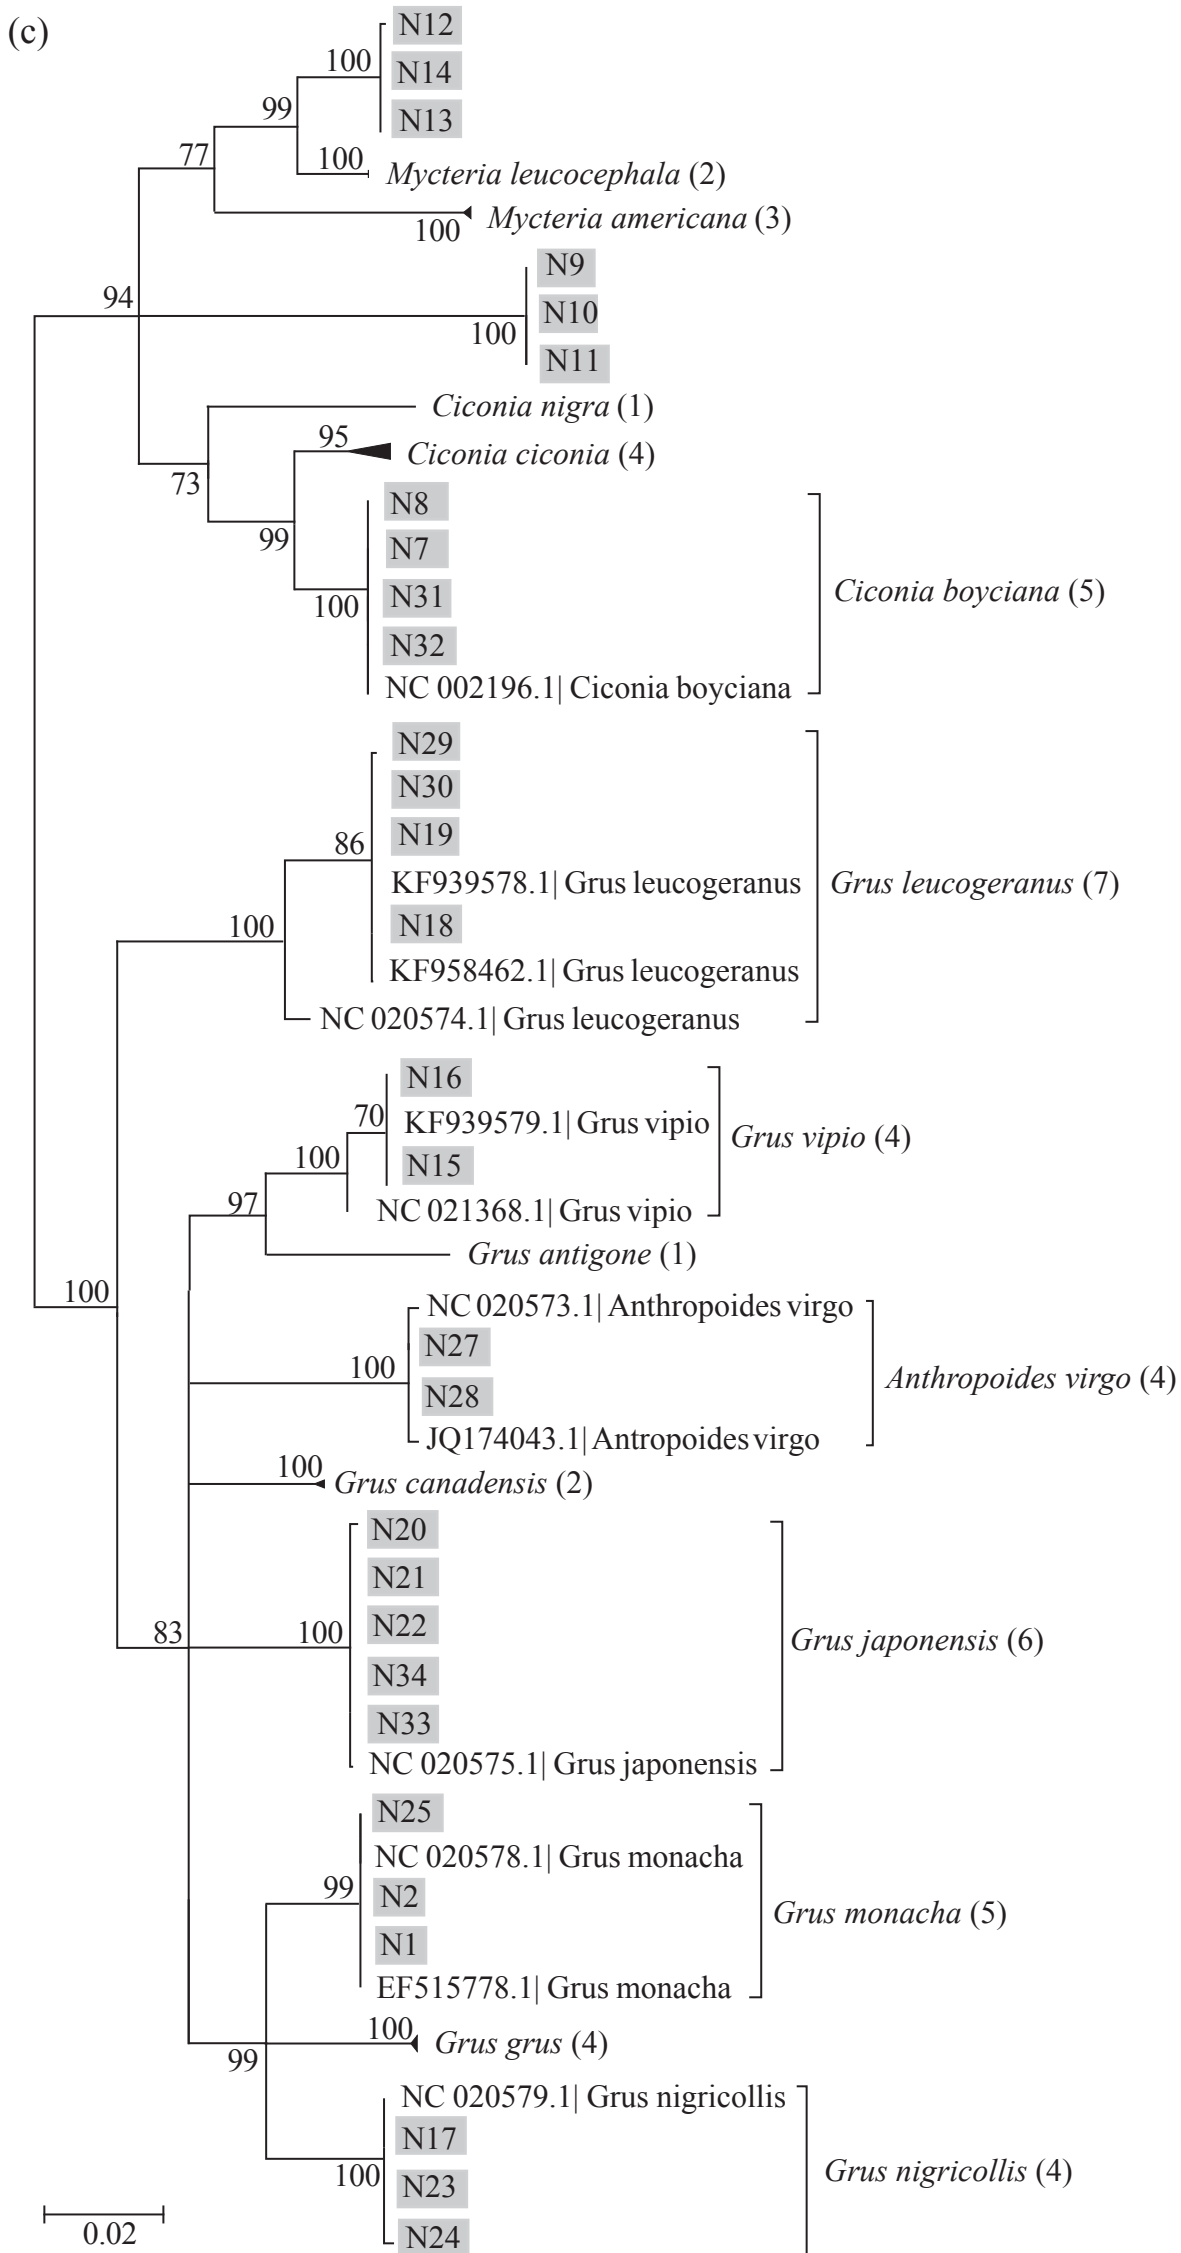 (c)
N12
100
N14
99
N13
77
100
Mycteria leucocephala (2)
Mycteria americana (3)
100
N9
94
N10
100
N11
Ciconia nigra (1)
95
Ciconia ciconia (4)
73
N8
99
N7
Ciconia boyciana (5)
N31
100
N32
NC 002196.1| Ciconia boyciana
N29
N30
N19
86
KF939578.1| Grus leucogeranus
Grus leucogeranus (7)
N18
100
KF958462.1| Grus leucogeranus
NC 020574.1| Grus leucogeranus
N16
70
KF939579.1| Grus vipio
Grus vipio (4)
100
N15
97
NC 021368.1| Grus vipio
Grus antigone (1)
100
NC 020573.1| Anthropoides virgo
N27
100
Anthropoides virgo (4)
N28
JQ174043.1| Antropoides virgo
100
Grus canadensis (2)
N20
N21
N22
83
100
Grus japonensis (6)
N34
N33
NC 020575.1| Grus japonensis
N25
NC 020578.1| Grus monacha
99
N2
Grus monacha (5)
N1
EF515778.1| Grus monacha
100
Grus grus (4)
99
NC 020579.1| Grus nigricollis
N17
100
Grus nigricollis (4)
N23
N24
0.02